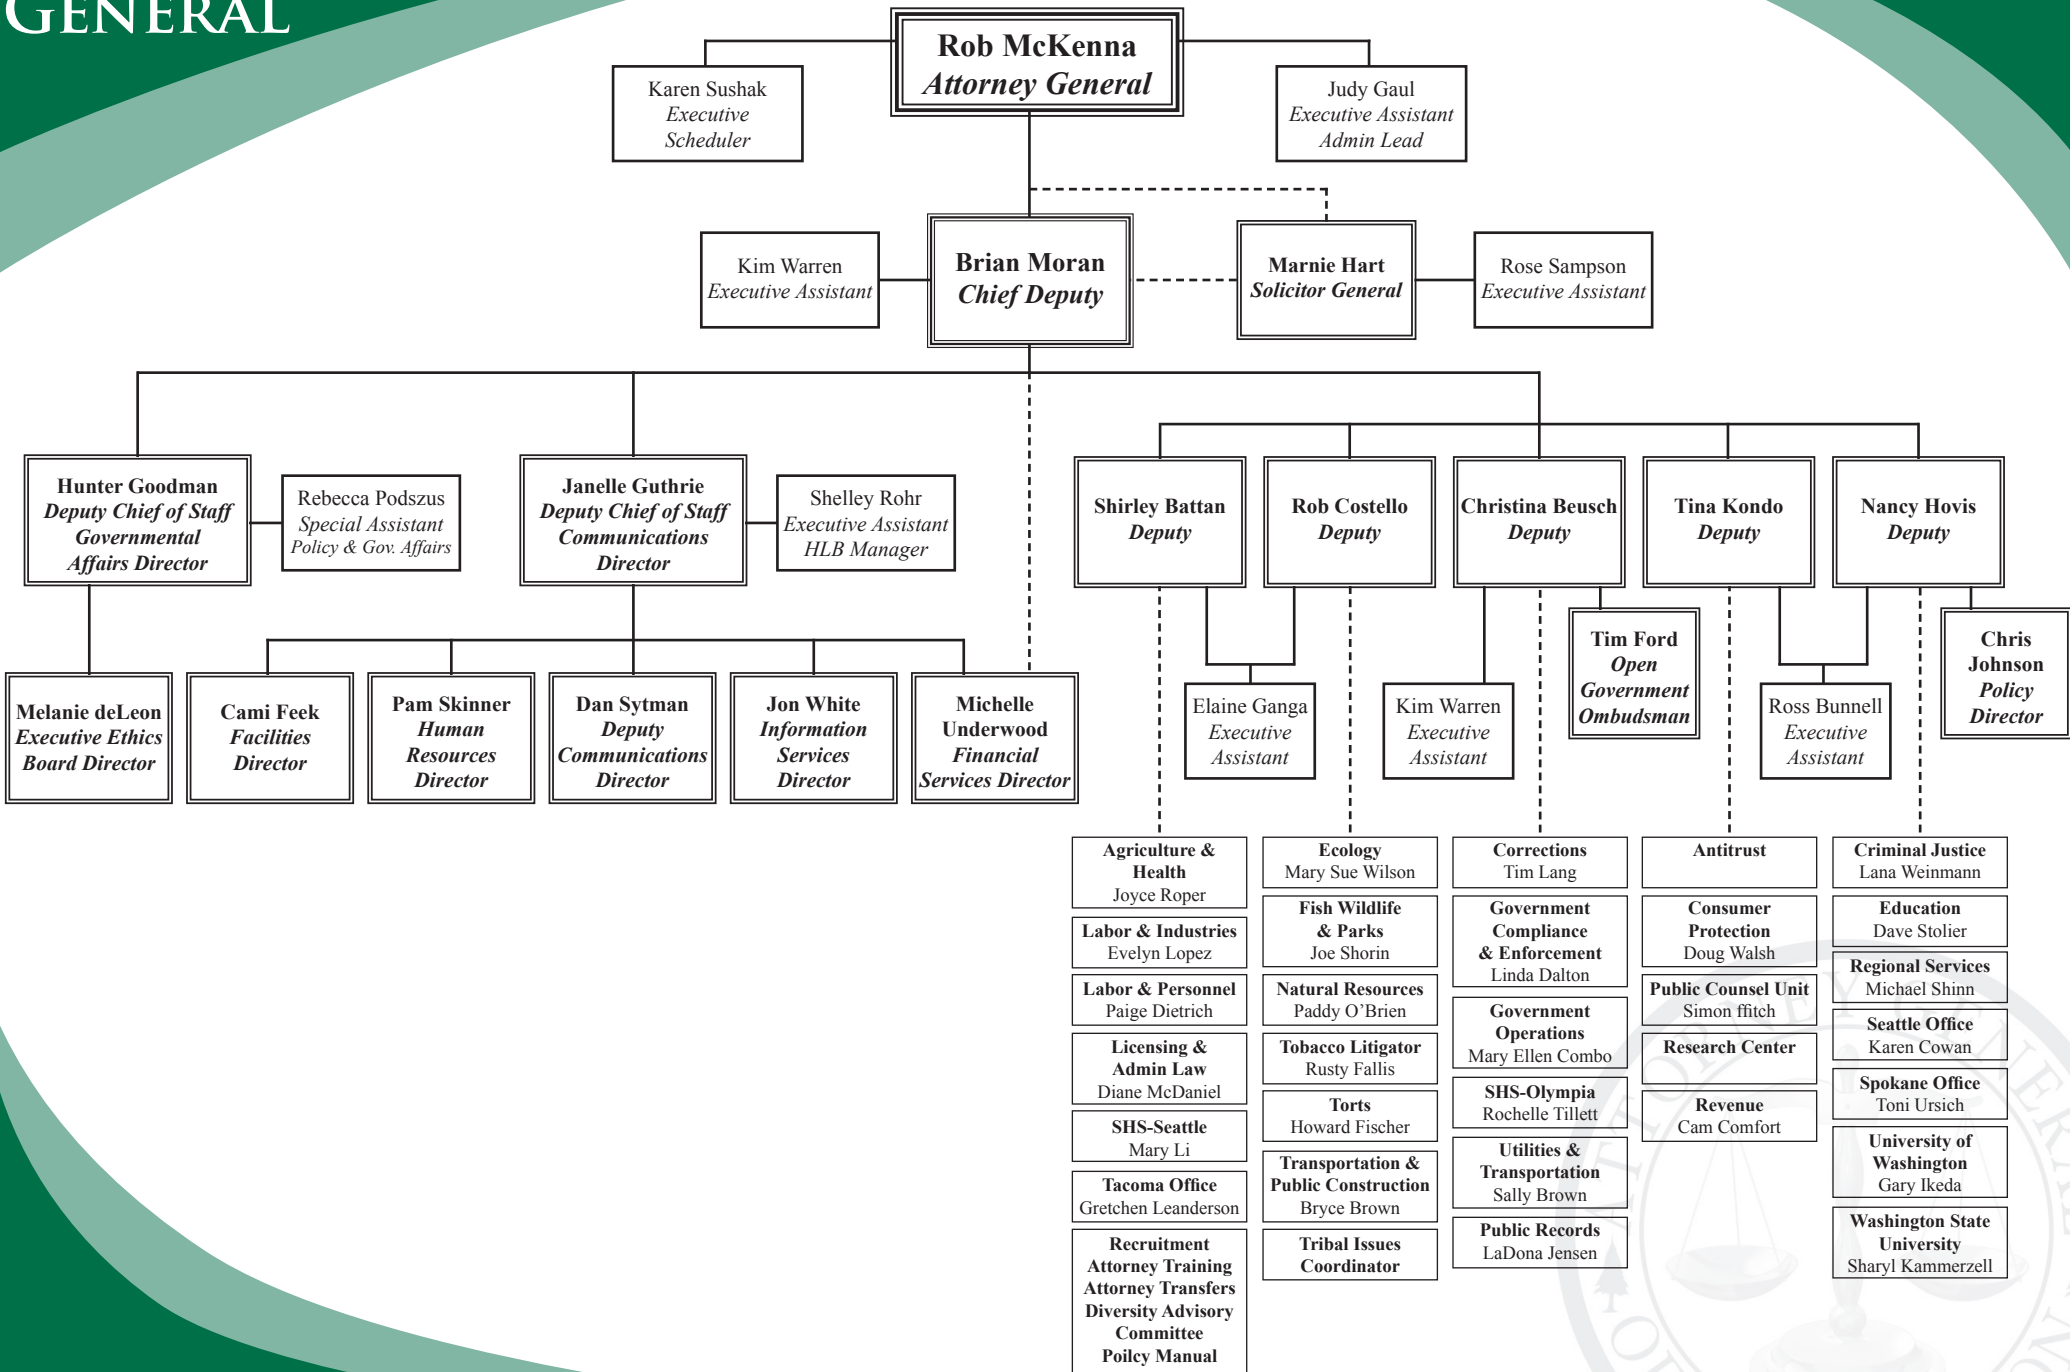 GENERAL
Rob McKenna
Attorney General
Karen Sushak
Executive
Scheduler
Judy Gaul
Executive Assistant
Admin Lead
Kim Warren
Executive Assistant
Brian Moran
Chief Deputy
Marnie Hart
Solicitor General
Rose Sampson
Executive Assistant
Hunter Goodman
Deputy Chief of Staff
Governmental
Affairs Director
Rebecca Podszus
Special Assistant
Policy & Gov. Affairs
Janelle Guthrie
Deputy Chief of Staff
Communications
Director
Shelley Rohr
Executive Assistant
HLB Manager
Shirley Battan
Deputy
Rob Costello
Deputy
Christina Beusch
Deputy
Tina Kondo
Deputy
Nancy Hovis
Deputy
Melanie deLeon
Executive Ethics
Board Director
Cami Feek
Facilities
Director
Pam Skinner
Human
Resources
Director
Dan Sytman
Deputy
Communications
Director
Jon White
Information
Services
Director
Michelle
Underwood
Financial
Services Director
Elaine Ganga
Executive
Assistant
Kim Warren
Executive
Assistant
Tim Ford
Open
Government
Ombudsman
Ross Bunnell
Executive
Assistant
Chris
Johnson
Policy
Director
Agriculture &
Health
Joyce Roper
Labor & Industries
Evelyn Lopez
Labor & Personnel
Paige Dietrich
Licensing &
Admin Law
Diane McDaniel
SHS-Seattle
Mary Li
Tacoma Office
Gretchen Leanderson
Recruitment
Attorney Training
Attorney Transfers
Diversity Advisory
Committee
Poilcy Manual
Ecology
Mary Sue Wilson
Fish Wildlife
& Parks
Joe Shorin
Natural Resources
Paddy O’Brien
Tobacco Litigator
Rusty Fallis
Torts
Howard Fischer
Transportation &
Public Construction
Bryce Brown
Tribal Issues
Coordinator
Corrections
Tim Lang
Government
Compliance
& Enforcement
Linda Dalton
Government
Operations
Mary Ellen Combo
SHS-Olympia
Rochelle Tillett
Utilities &
Transportation
Sally Brown
Public Records
LaDona Jensen
Antitrust
Consumer
Protection
Doug Walsh
Public Counsel Unit
Simon ffitch
Research Center
Revenue
Cam Comfort
Criminal Justice
Lana Weinmann
Education
Dave Stolier
Regional Services
Michael Shinn
Seattle Office
Karen Cowan
Spokane Office
Toni Ursich
University of
Washington
Gary Ikeda
Washington State
University
Sharyl Kammerzell
ATTORNEY GENERAL